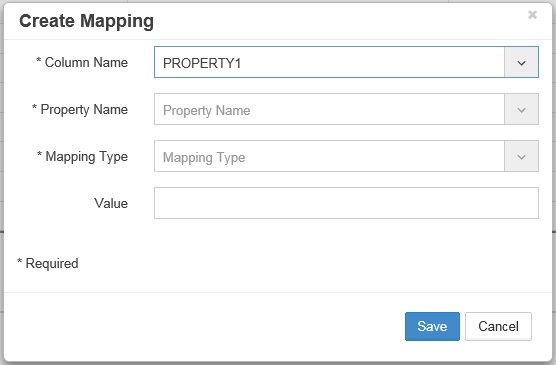 Create Mapping
* Column Name PROPERTY1
* Property Name Property Name
* Mapping Type Mapping Type
Value
* Required
Save Cancel